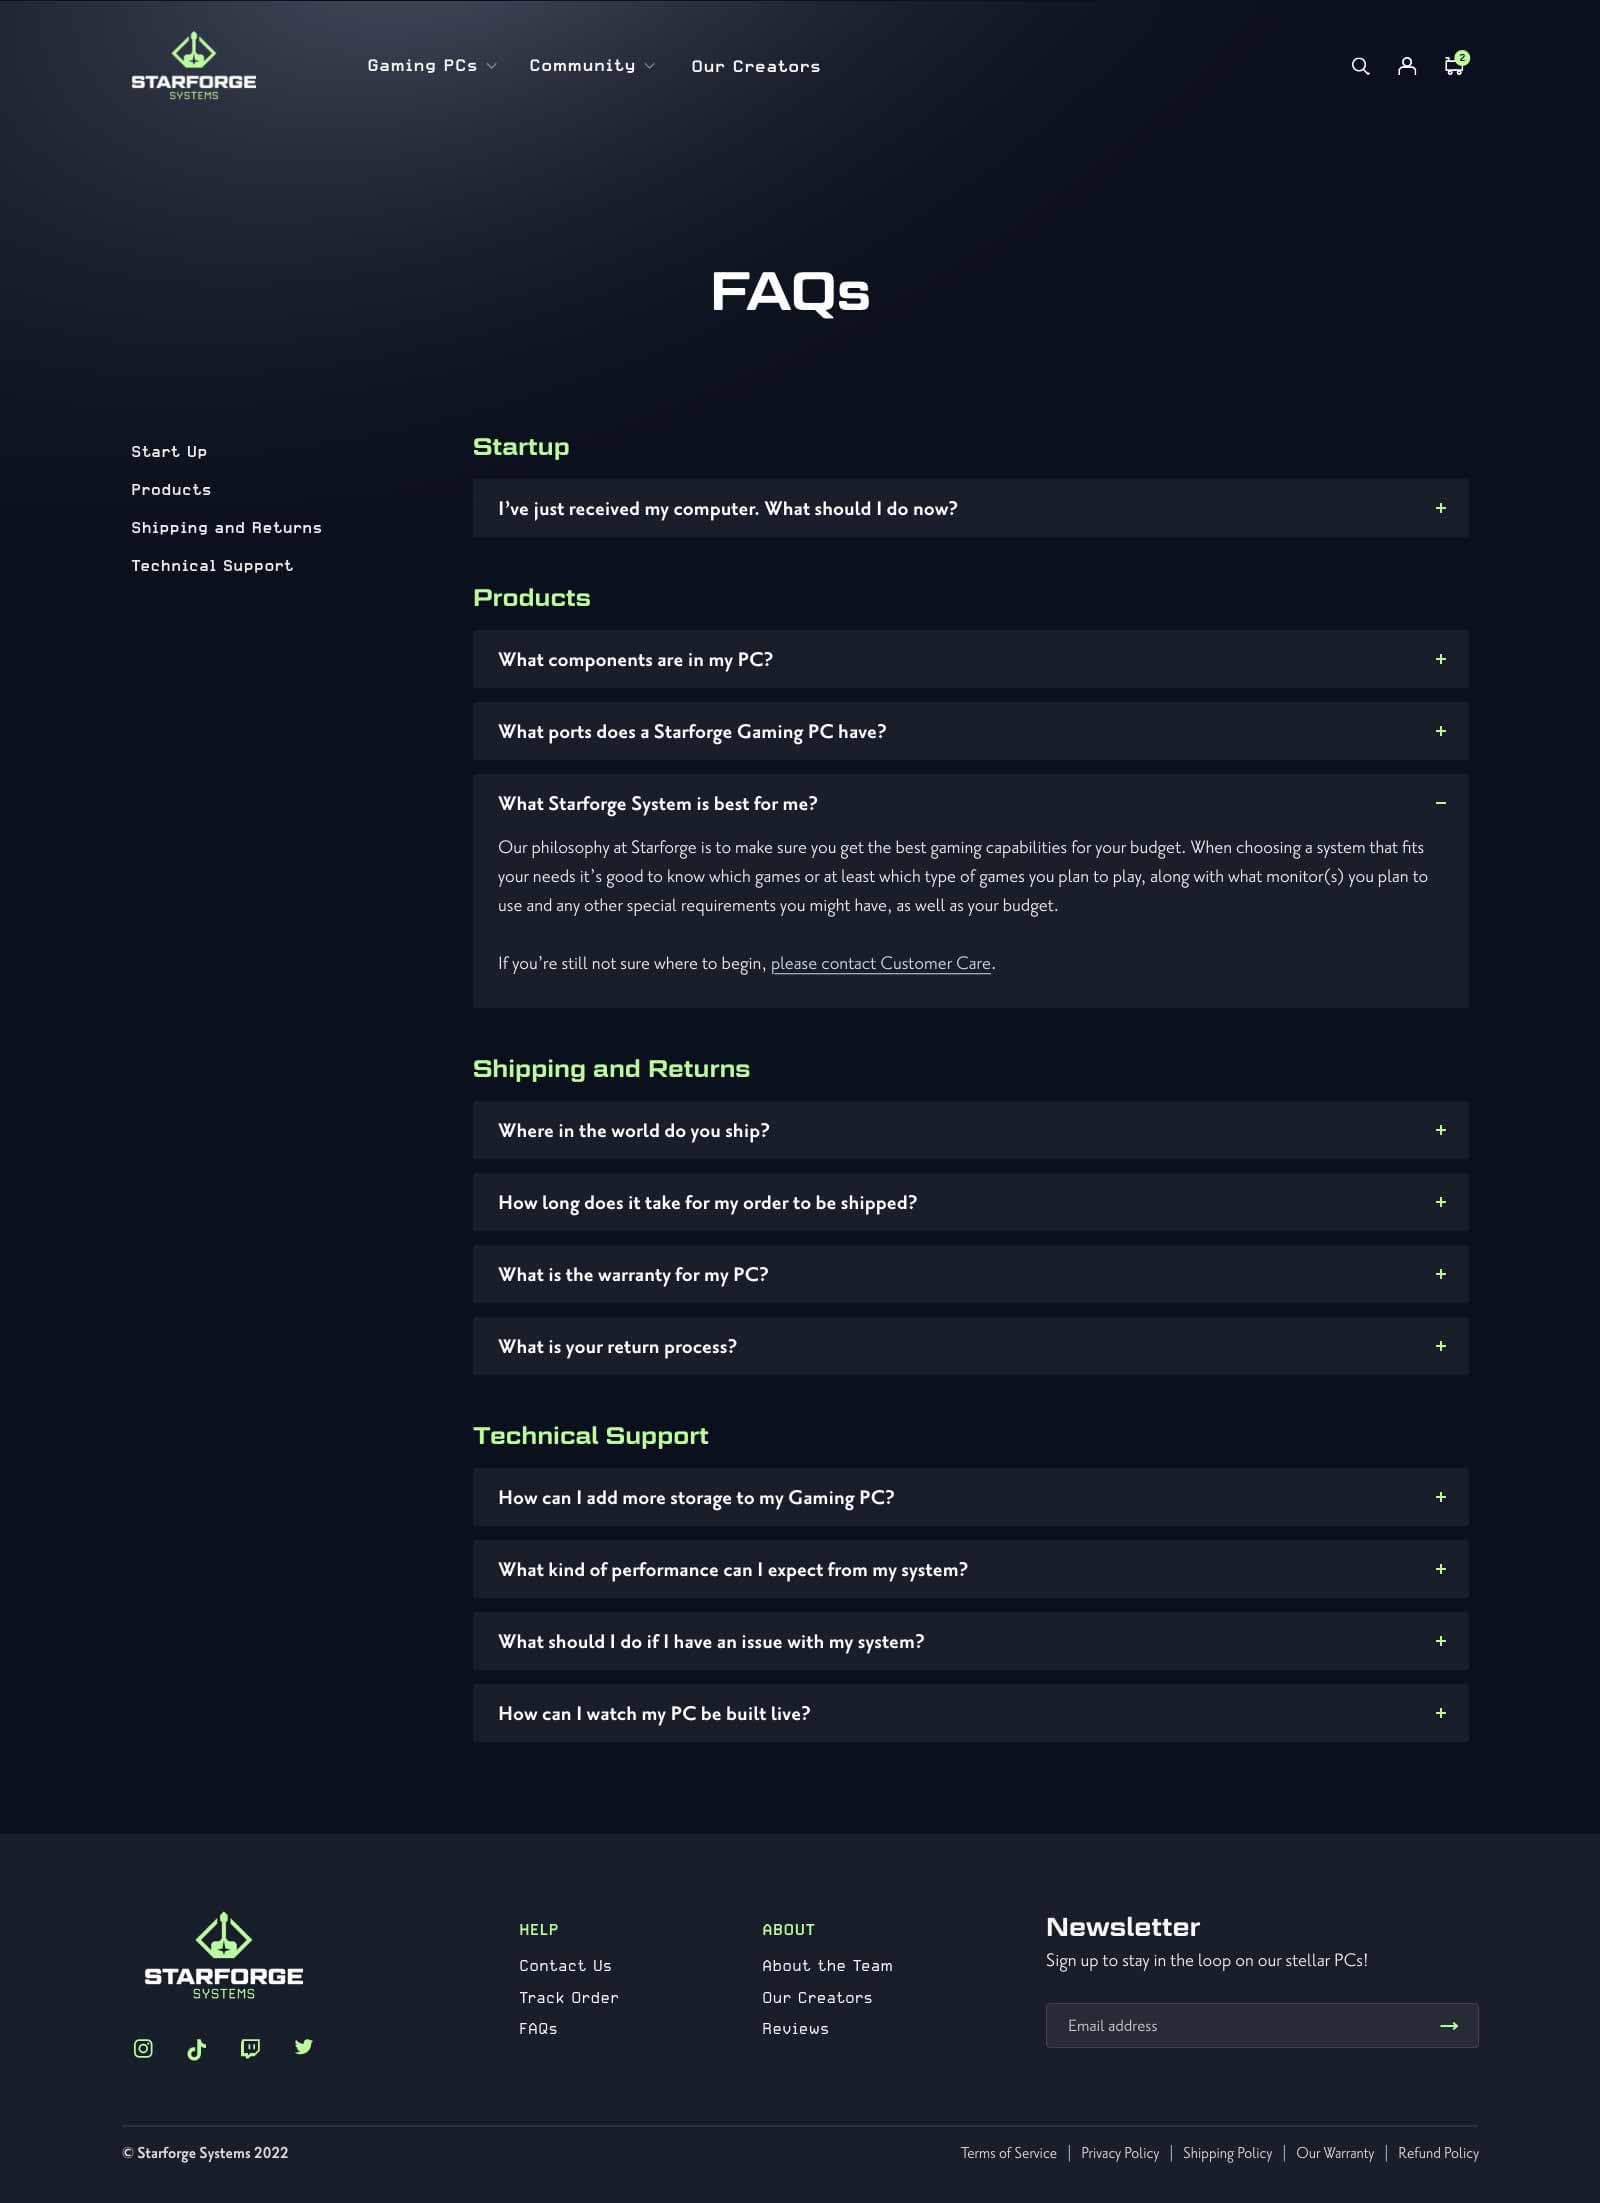 STARFORGE
SYSTEMS
Gaming PCs
Community
Our Creators
2
FAQs
Start Up
Products
Shipping and Returns
Technical Support
Startup
I’ve just received my computer. What should I do now?
Products
What components are in my PC?
What ports does a Starforge Gaming PC have?
What Starforge System is best for me?
Our philosophy at Starforge is to make sure you get the best gaming capabilities for your budget. When choosing a system that fits
your needs it’s good to know which games or at least which type of games you plan to play, along with what monitor(s) you plan to
use and any other special requirements you might have, as well as your budget.
If you’re still not sure where to begin, please contact Customer Care.
Shipping and Returns
Where in the world do you ship?
How long does it take for my order to be shipped?
What is the warranty for my PC?
What is your return process?
Technical Support
How can I add more storage to my Gaming PC?
What kind of performance can I expect from my system?
What should I do if I have an issue with my system?
How can I watch my PC be built live?
STARFORGE
SYSTEMS
HELP
Contact Us
Track Order
FAQs
ABOUT
About the Team
Our Creators
Reviews
Newsletter
Sign up to stay in the loop on our stellar PCs!
Email address
© Starforge Systems 2022
Terms of Service | Privacy Policy | Shipping Policy | Our Warranty | Refund Policy